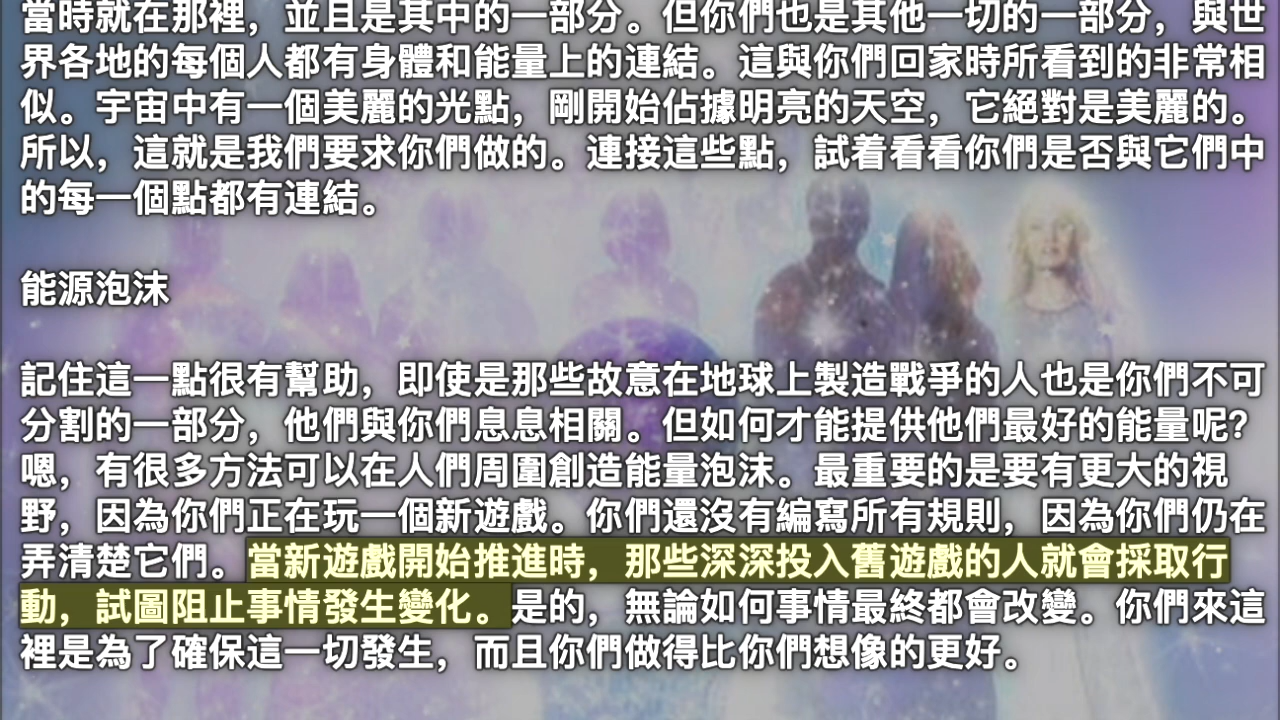 當時就在那裡，並且是其中的一部分。但你們也是其他一切的一部分，與世
界各地的每個人都有身體和能量上的連結。這與你們回家時所看到的非常相
似。宇宙中有一個美麗的光點，剛開始佔據明亮的天空，它絕對是美麗的。
所以，這就是我們要求你們做的。連接這些點，試着看看你們是否與它們中
的每一個點都有連結。
能源泡沫
記住這一點很有幫助，即使是那些故意在地球上製造戰爭的人也是你們不可
分割的一部分，他們與你們息息相關。但如何才能提供他們最好的能量呢？
嗯，有很多方法可以在人們周圍創造能量泡沫。最重要的是要有更大的視
野，因為你們正在玩一個新遊戲。你們還沒有編寫所有規則，因為你們仍在
弄清楚它們。當新遊戲開始推進時，那些深深投入舊遊戲的人就會採取行
動，試圖阻止事情發生變化。是的，無論如何事情最終都會改變。你們來這
裡是為了確保這一切發生，而且你們做得比你們想像的更好。